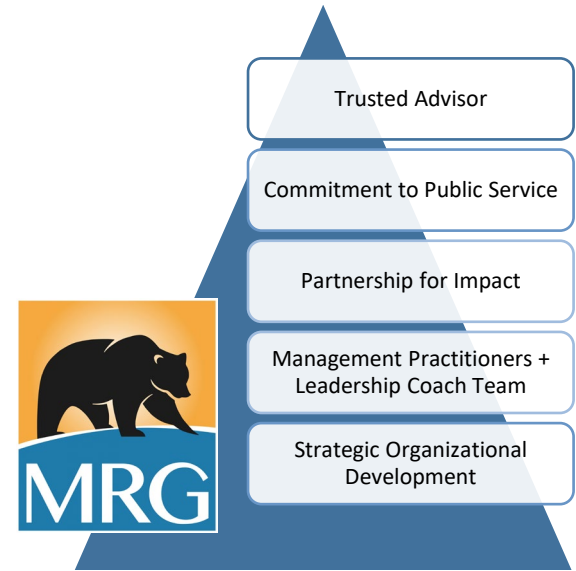 Trusted Advisor
Commitment to Public Service
Partnership for Impact
Management Practitioners +
Leadership Coach Team
Strategic Organizational
Development
MRG